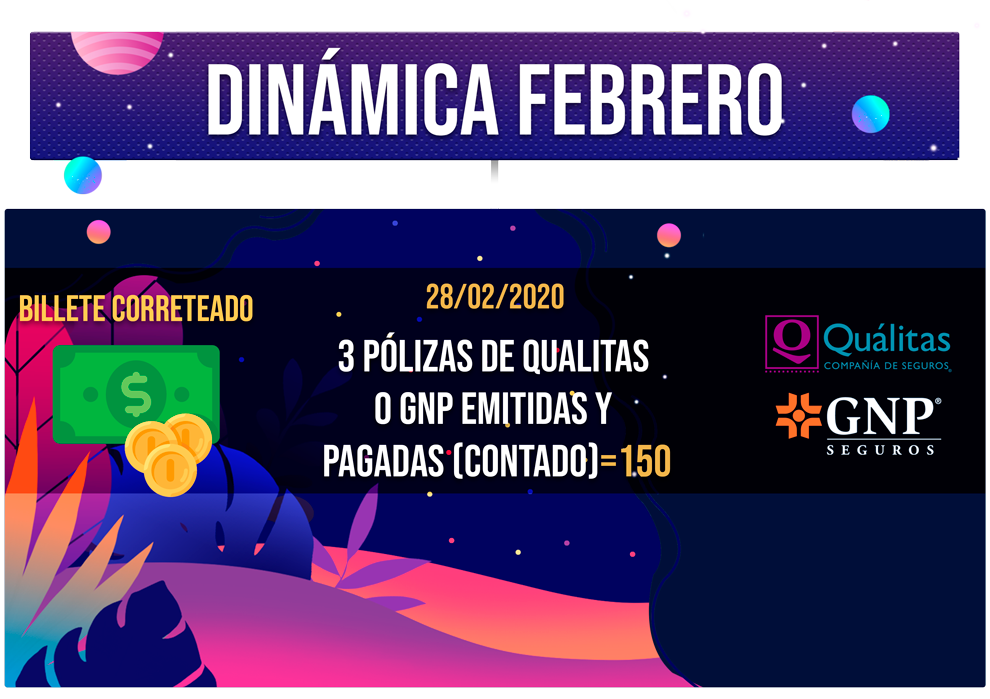 DINÁMICA FEBRERO
BILLETE CORRETEADO
28/02/2020
3 PÓLIZAS DE QUALITAS
O GNP EMITIDAS Y
PAGADAS (CONTADO)=150
$
Quálitas
COMPAÑÍA DE SEGUROS®
GNP®
SEGUROS